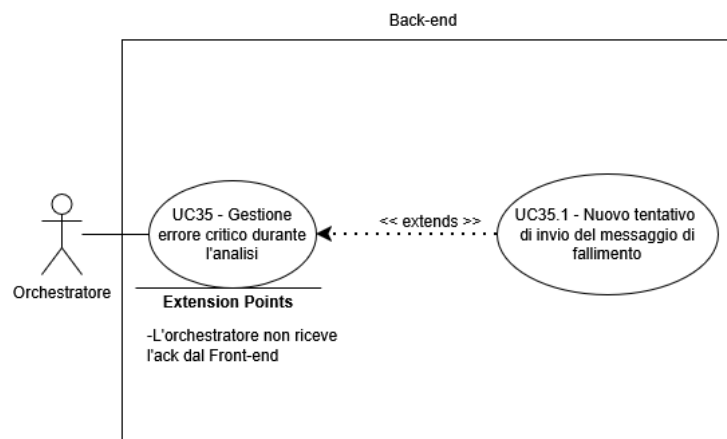 Back-end
UC35 - Gestione
errore critico durante
l'analisi
<< extends >>
UC35.1 - Nuovo tentativo
di invio del messaggio di
fallimento
Orchestratore
Extension Points
-L'orchestratore non riceve
l'ack dal Front-end